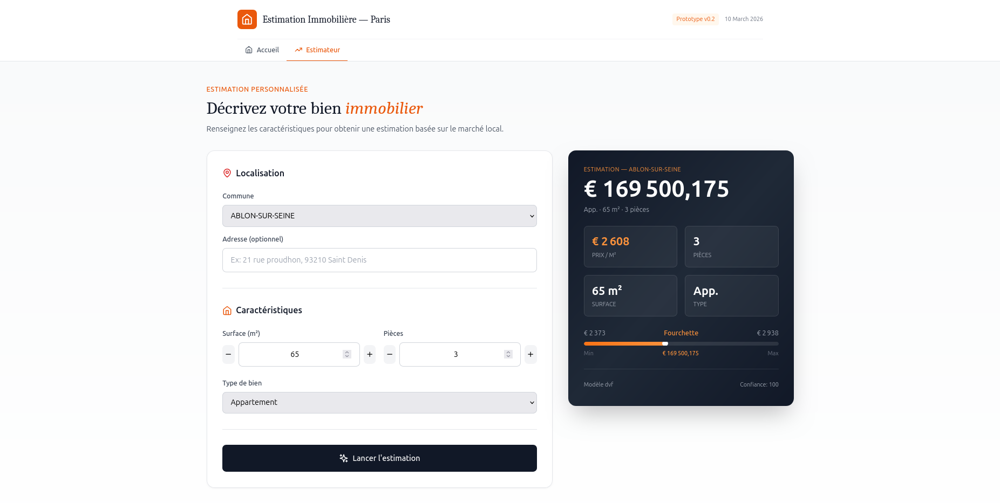 Estimation Immobilière — Paris
Prototype v0.2
10 March 2026
Accueil
Estimateur
ESTIMATION PERSONNALISÉE
Décrivez votre bien immobilier
Renseignez les caractéristiques pour obtenir une estimation basée sur le marché local.
Localisation
Commune
ABLON-SUR-SEINE
Adresse (optionnel)
Ex: 21 rue proudhon, 93210 Saint Denis
Caractéristiques
Surface (m²)
Pièces
− 65 +
− 3 +
Type de bien
Appartement
Lancer l'estimation
ESTIMATION — ABLON-SUR-SEINE
€ 169 500,175
App. · 65 m² · 3 pièces
€ 2 608
PRIX / M²
3
PIÈCES
65 m²
SURFACE
App.
TYPE
€ 2 373 Fourchette € 2 938
Min € 169 500,175 Max
Modèle dvf
Confiance: 100